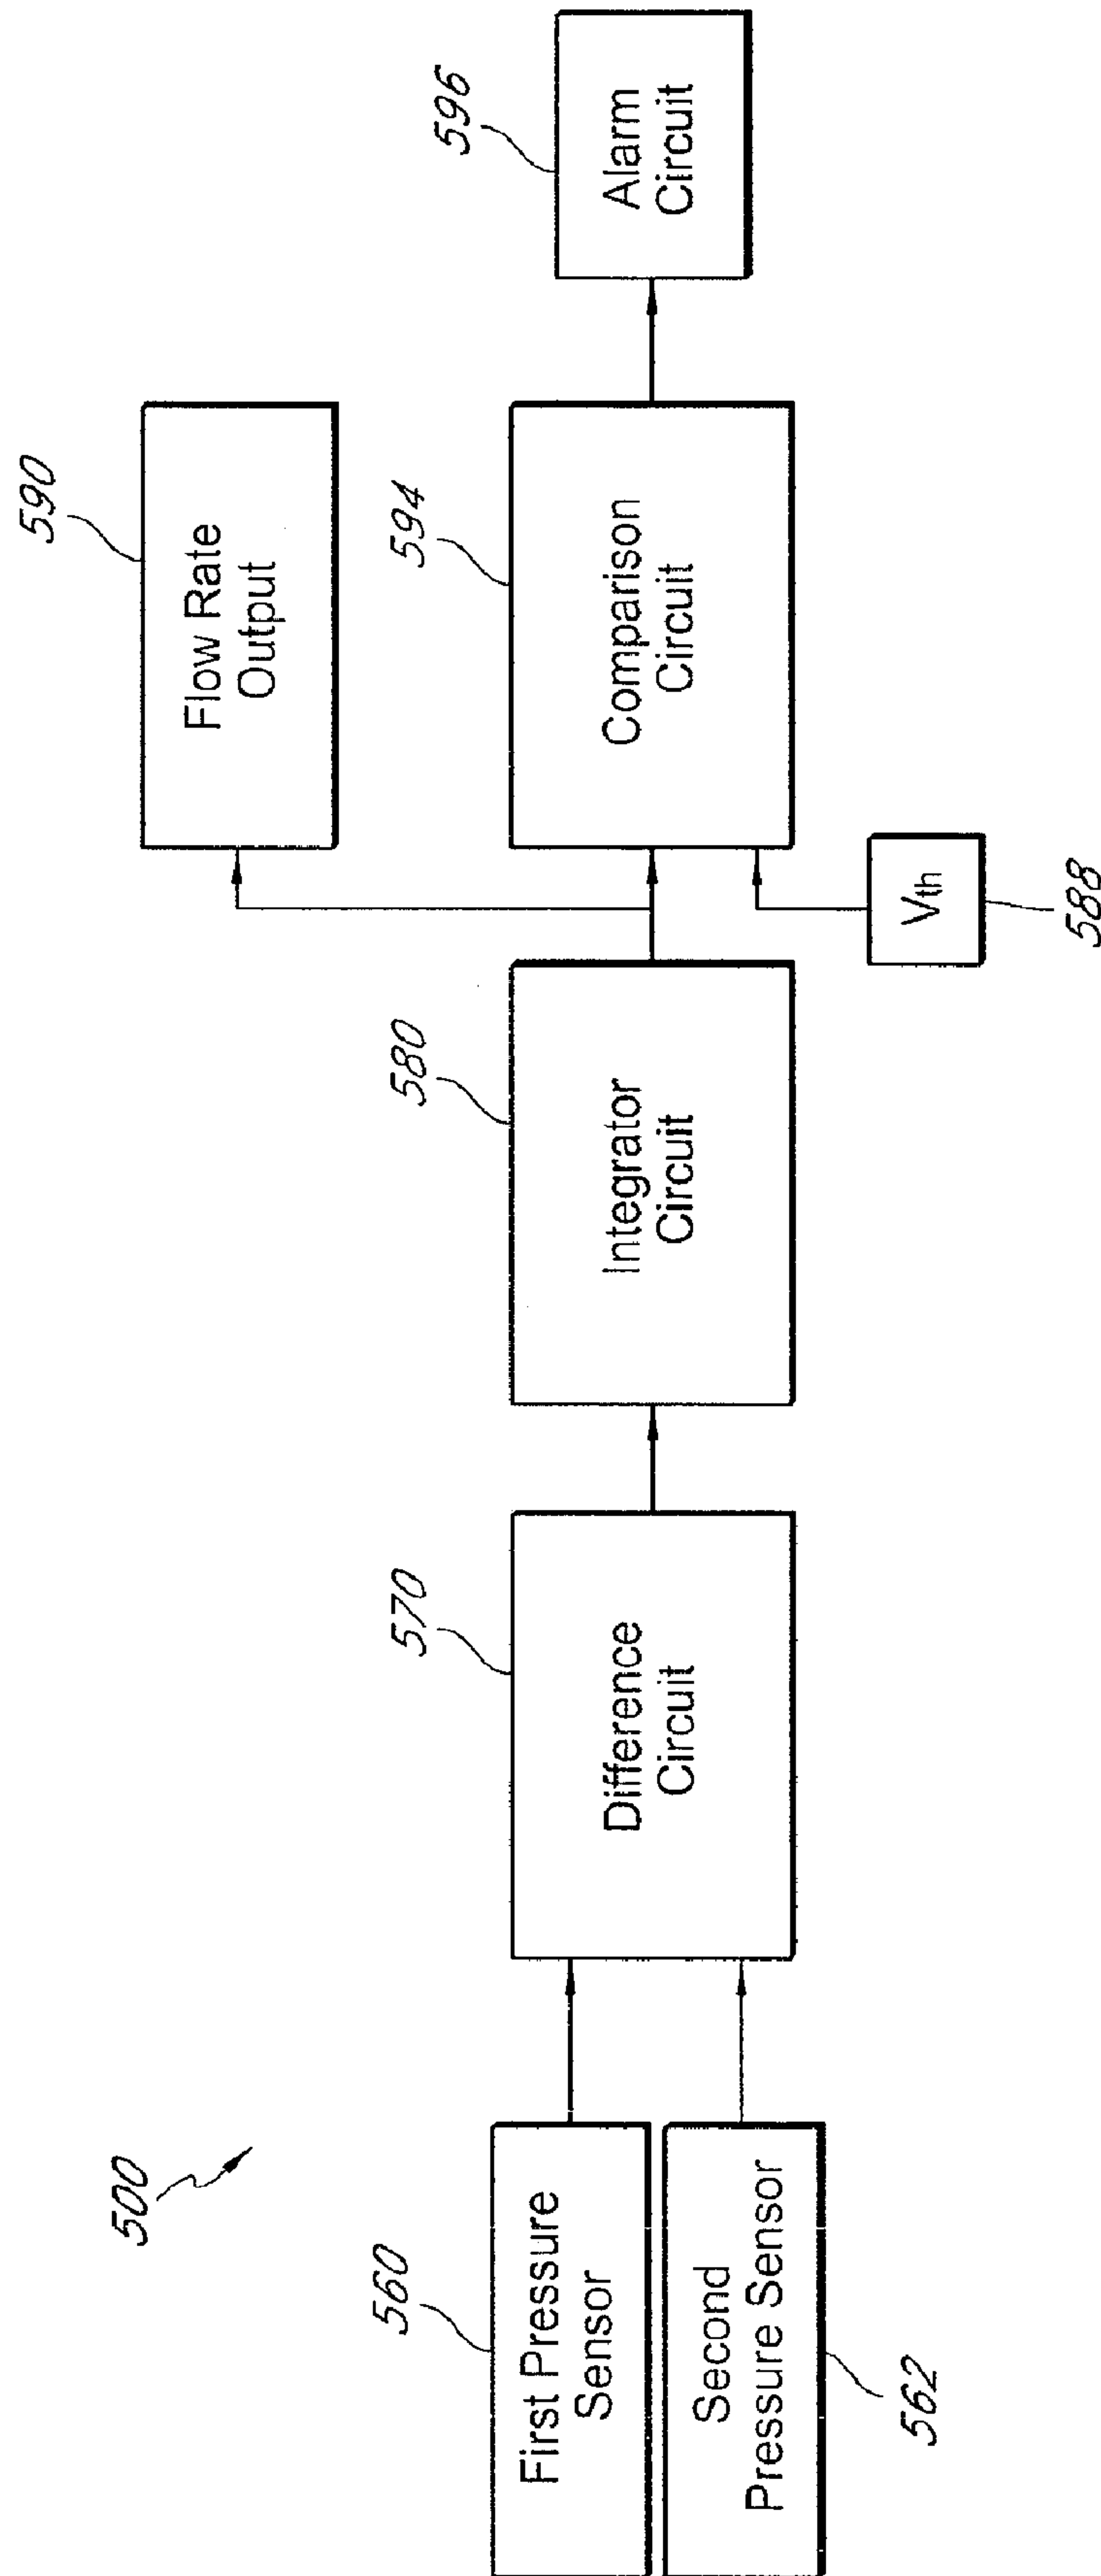 500
560
First Pressure
Sensor
Second
Pressure Sensor
562
570
Difference
Circuit
580
Integrator
Circuit
590
Flow Rate
Output
594
Comparison
Circuit
Vth
588
596
Alarm
Circuit